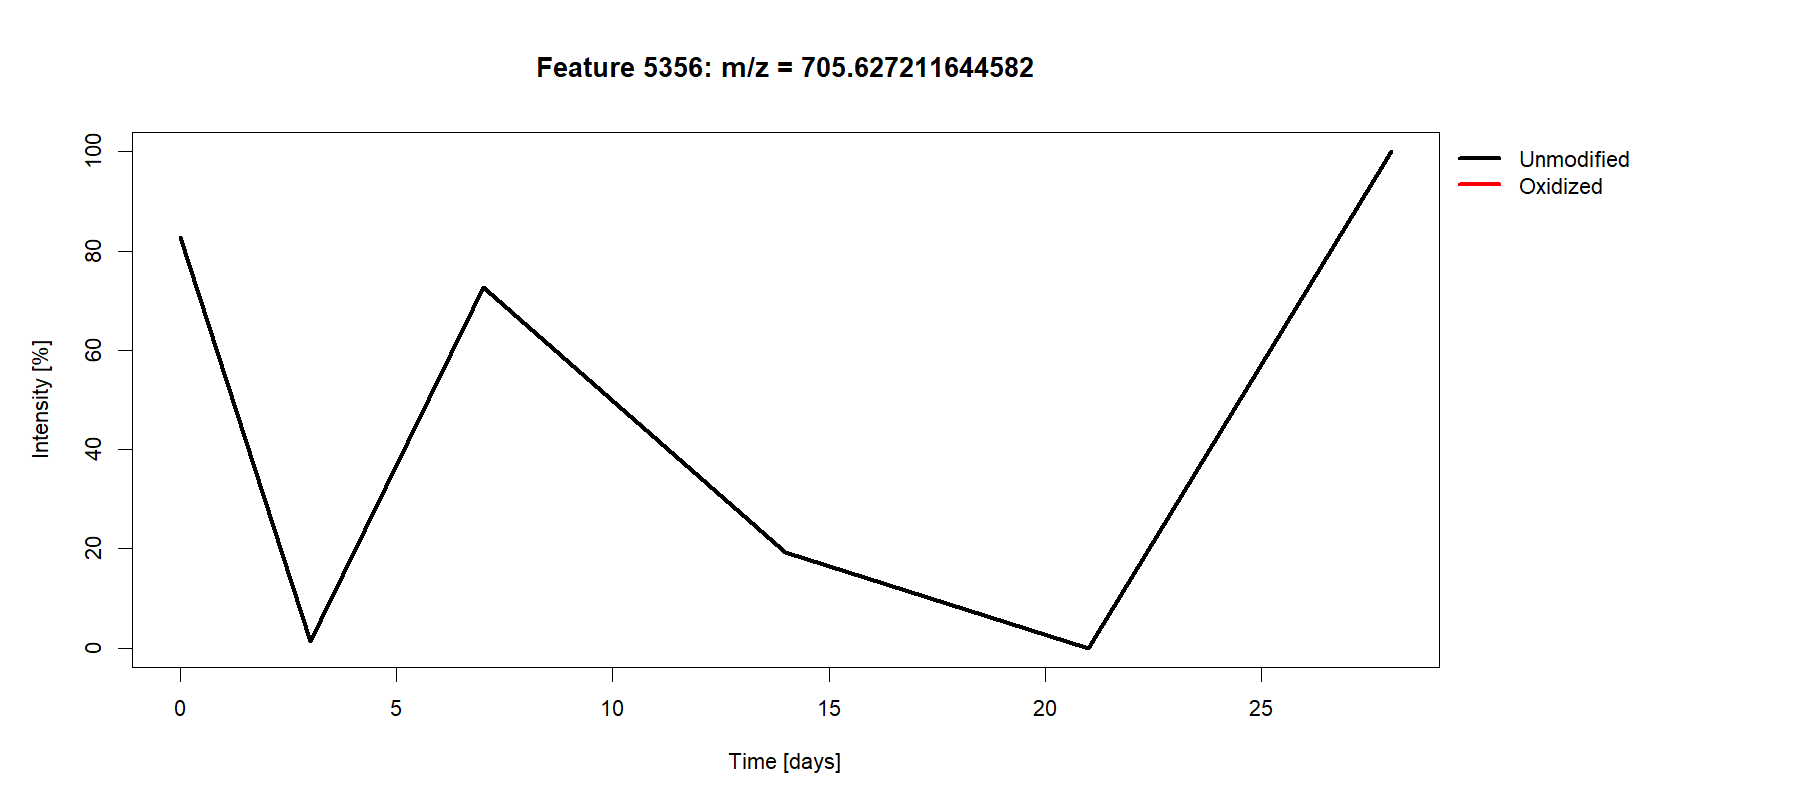 Feature 5356: m/z = 705.627211644582
Unmodified
Oxidized
Intensity [%]
100
80
60
40
20
0
0 5 10 15 20 25
Time [days]